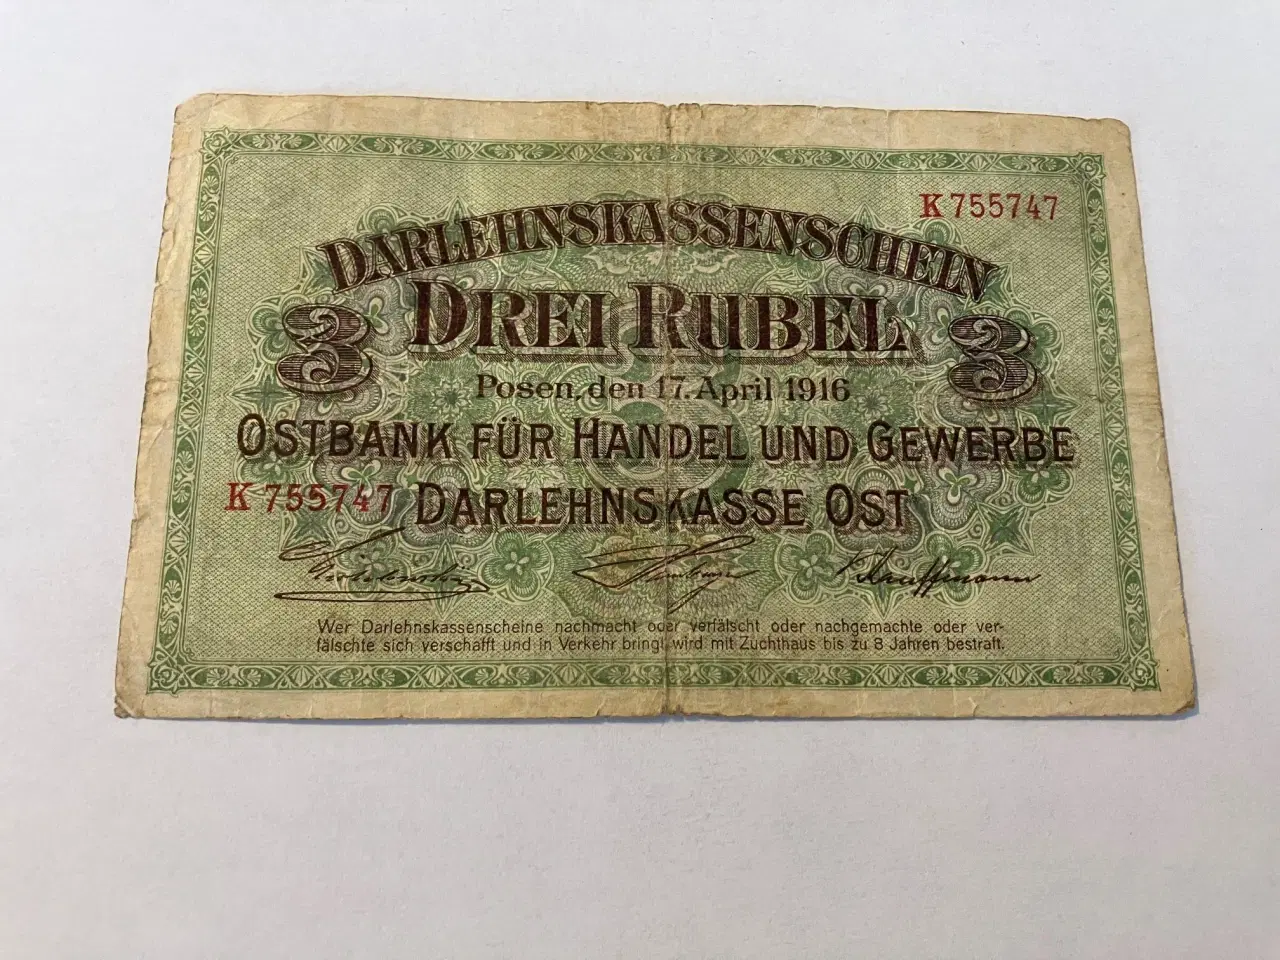 K 755747
DARLEHNSKASSENSCHEIN
DREI RUBEL
3 3
Posen, den 17. April 1916
OSTBANK FÜR HANDEL UND GEWERBE
K 755747 DARLEHNSKASSE OST
Kauffmann
Wer Darlehnskassenscheine nachmacht oder verfälscht oder nachgemachte oder ver-
fälschte sich verschafft und in Verkehr bringt, wird mit Zuchthaus bis zu 8 Jahren bestraft.